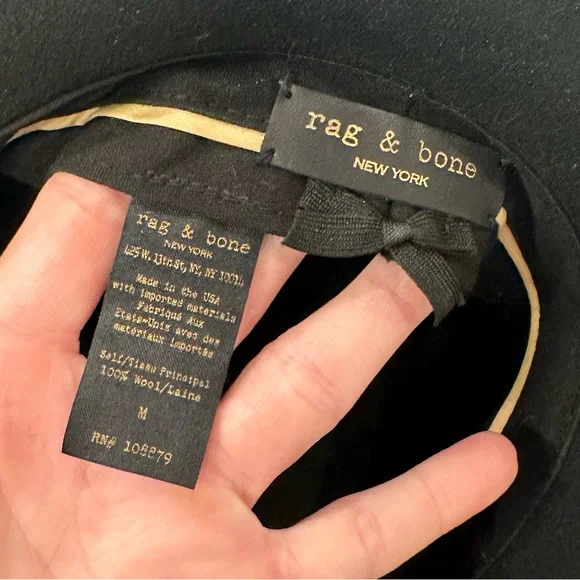 rag & bone
NEW YORK
rag & bone
NEW YORK
425 W. 13th St, NY, NY 10014
Made in the USA
with imported materials
Fabriqué Aux
États-Unis avec des
matériaux importés
Self/Tissu Principal
100% Wool/Laine
M
RN# 108879